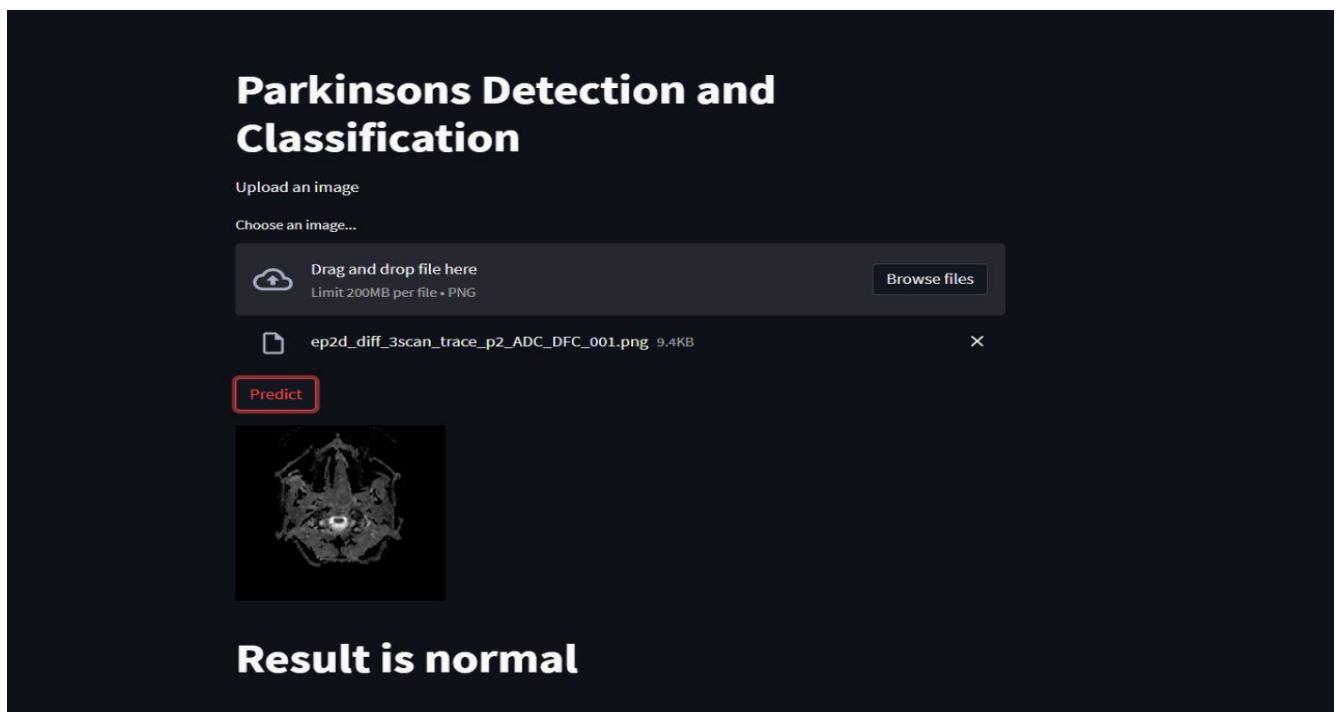 Parkinsons Detection and
Classification
Upload an image
Choose an image...
Drag and drop file here
Browse files
Limit 200MB per file • PNG
ep2d_diff_3scan_trace_p2_ADC_DFC_001.png 9.4KB
Predict
Result is normal